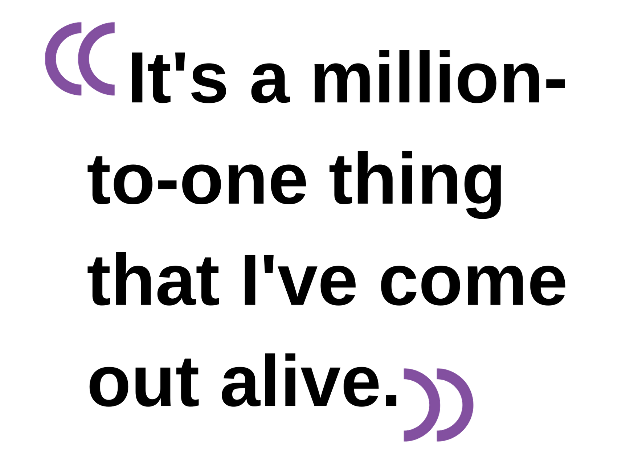 It's a million-
to-one thing
that I've come
out alive.